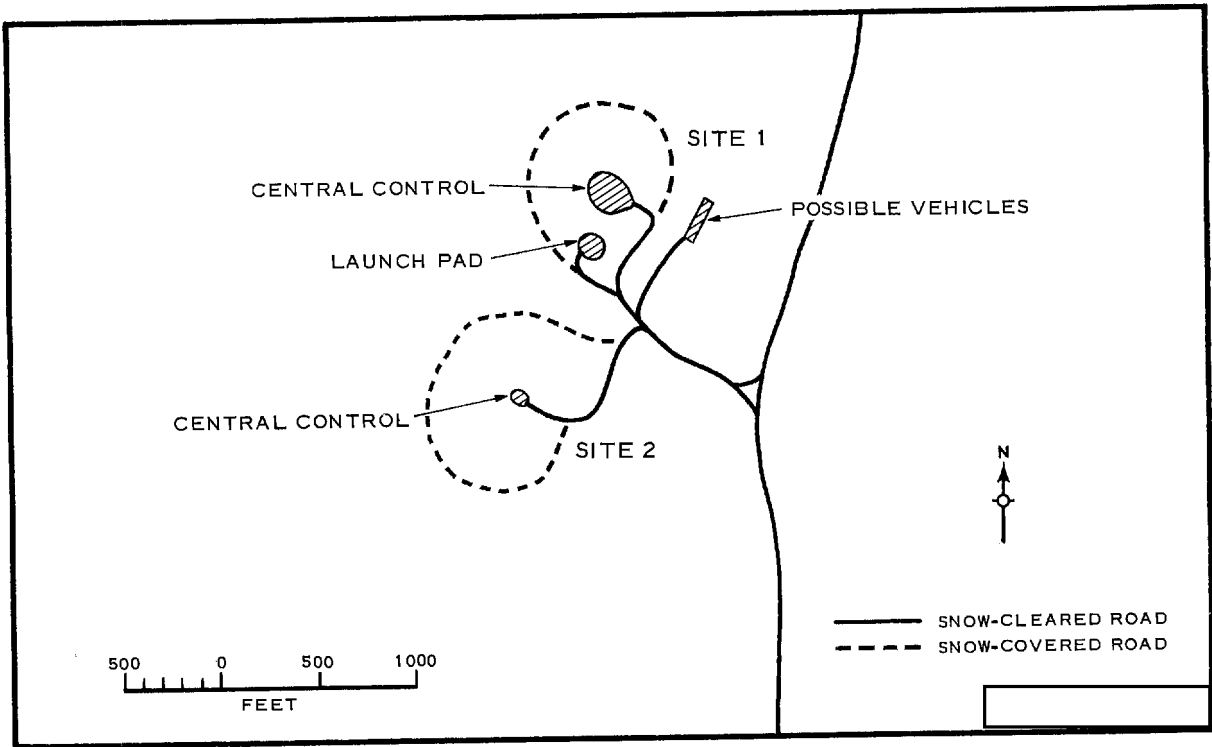 SITE 1
CENTRAL CONTROL
POSSIBLE VEHICLES
LAUNCH PAD
CENTRAL CONTROL
SITE 2
N
SNOW-CLEARED ROAD
SNOW-COVERED ROAD
500 0 500 1000
FEET